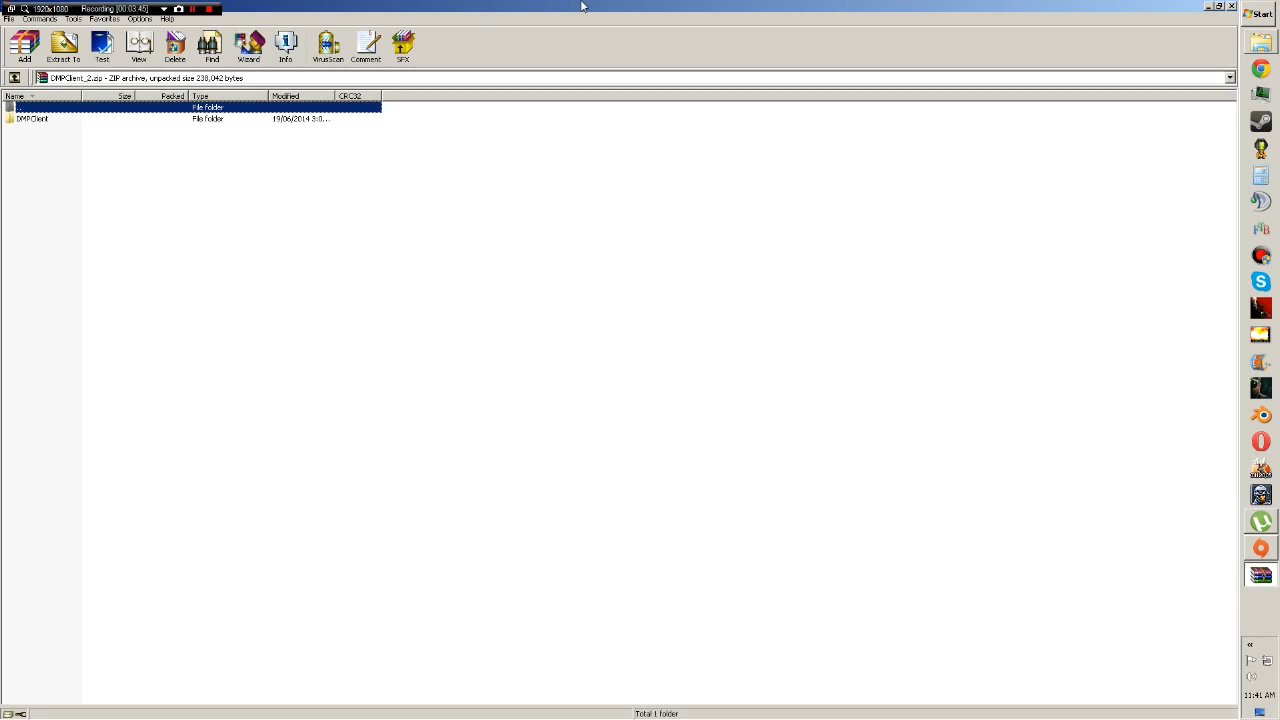 1920x1080 Recording [00:03:45]
File Commands Tools Favorites Options Help
Start
Add Extract To Test View Delete Find Wizard Info VirusScan Comment SFX
DMPClient_2.zip - ZIP archive, unpacked size 238,042 bytes
Name Size Packed Type Modified CRC32
.. File folder
DMPClient File folder 19/06/2014 3:0...
FTB
Total 1 folder
11:41 AM